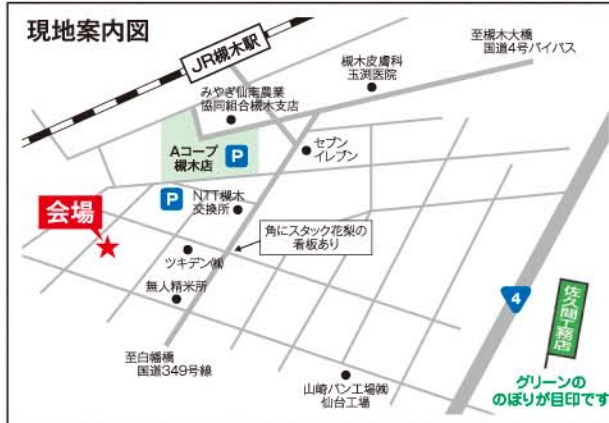 現地案内図
JR槻木駅
至槻木大橋
国道4号バイパス
槻木皮膚科
玉渕医院
みやぎ仙南農業
協同組合槻木支店
Aコープ
槻木店
P
セブン
イレブン
P
NTT槻木
交換所
会場
角にスタック花梨の
看板あり
ツキデン㈱
無人精米所
4
佐久間工務店
至白幡橋
国道349号線
山崎パン工場㈱
仙台工場
グリーンの
のぼりが目印です